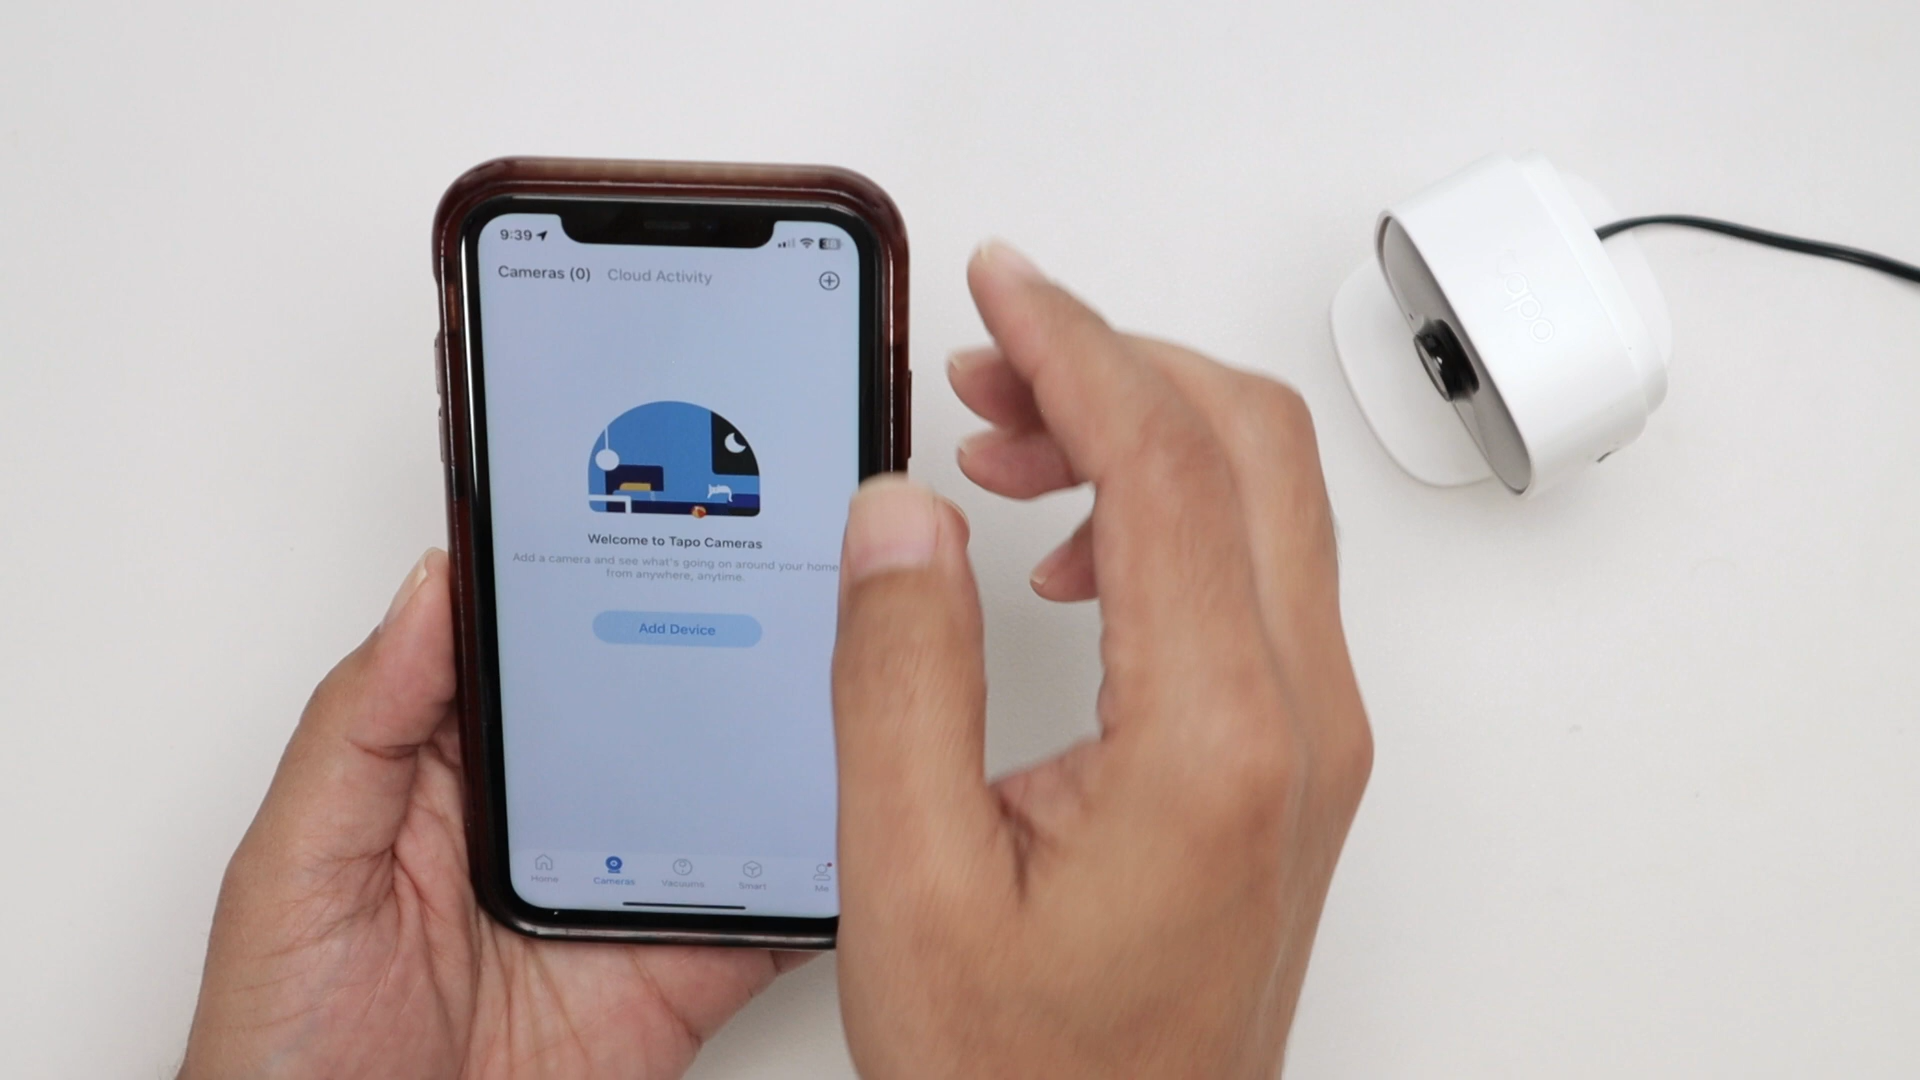 9:39
Cameras (0) Cloud Activity
Welcome to Tapo Cameras
Add a camera and see what's going on around your home
from anywhere, anytime.
Add Device
Home Cameras Vacuums Smart Me
tapo